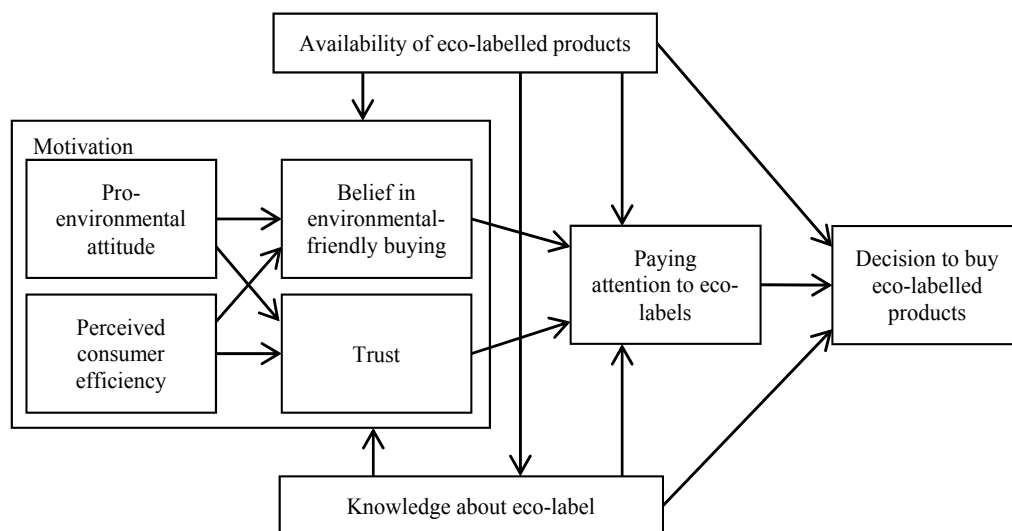 Availability of eco-labelled products
Motivation
Pro-
environmental
attitude
Belief in
environmental-
friendly buying
Perceived
consumer
efficiency
Trust
Paying
attention to eco-
labels
Decision to buy
eco-labelled
products
Knowledge about eco-label